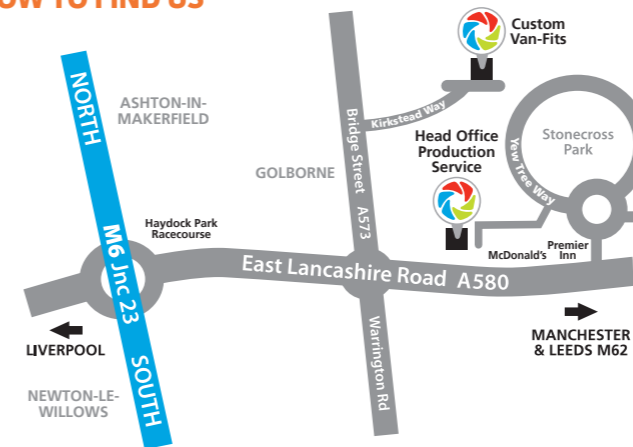 HOW TO FIND US
Custom
Van-Fits
NORTH
ASHTON-IN-
MAKERFIELD
Bridge Street A573
Kirkstead Way
Head Office
Production
Service
Stonecross
Park
Yew Tree Way
GOLBORNE
Haydock Park
Racecourse
M6 Jnc 23
East Lancashire Road A580
McDonald's
Premier
Inn
LIVERPOOL
Warrington Rd
MANCHESTER
& LEEDS M62
SOUTH
NEWTON-LE-
WILLOWS